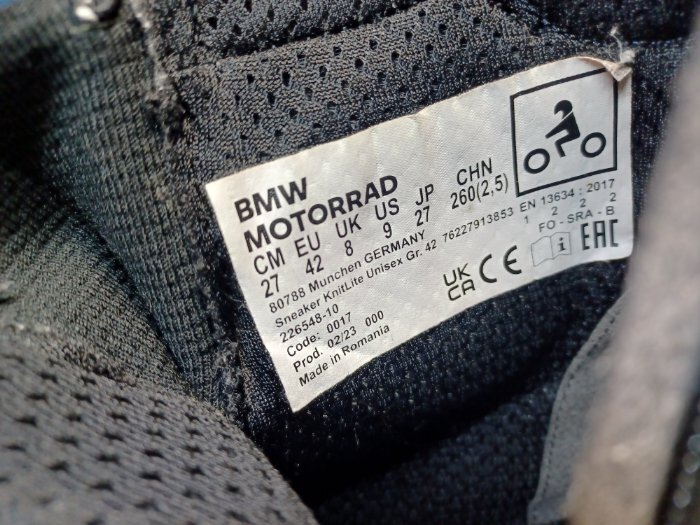 BMW
MOTORRAD
CM EU UK US JP CHN
27 42 8 9 27 260(2,5)
80788 Munchen GERMANY
Sneaker KnitLite Unisex Gr. 42 76227913853 EN 13634 : 2017
226548-10 1 2 2 2
Code: 0017 FO - SRA - B
Prod. 02/23 000
Made in Romania
UK
CA CE i EAC